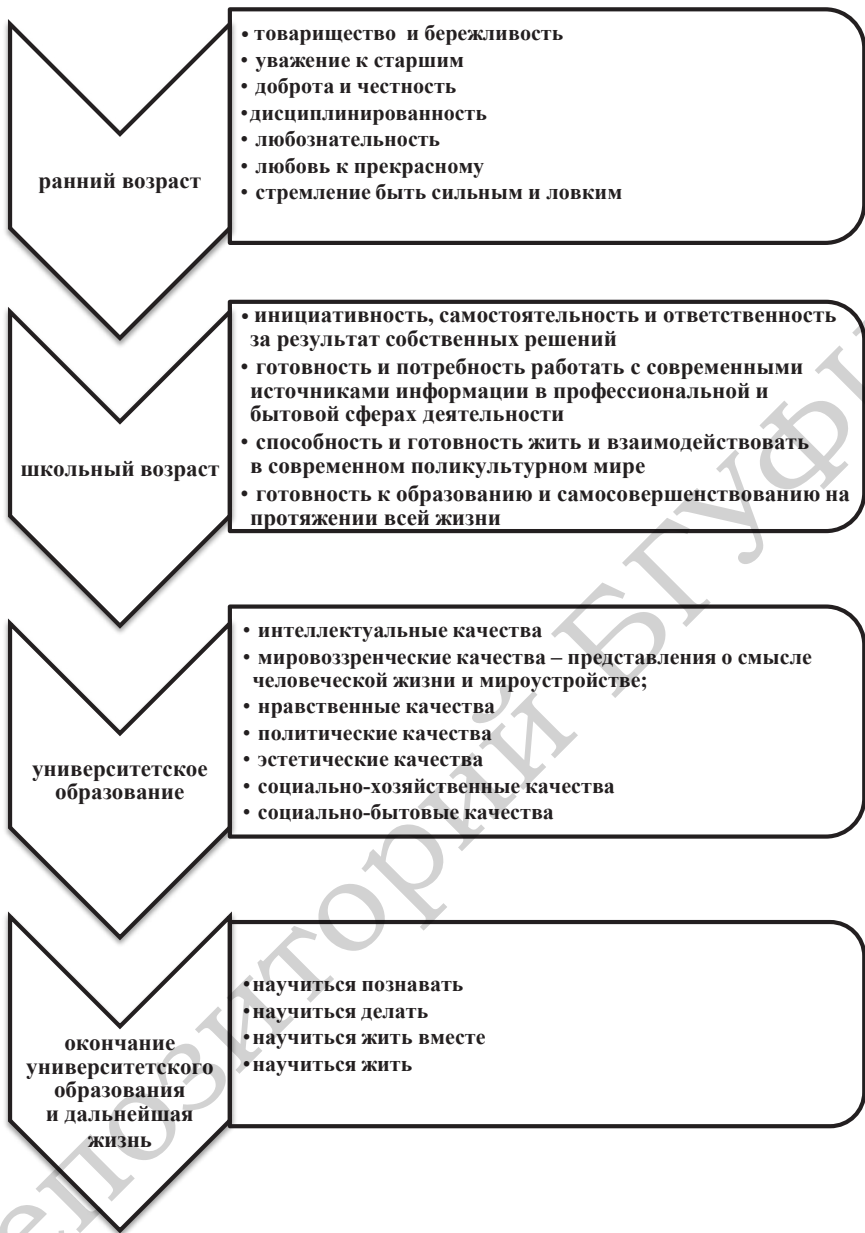 • товарищество и бережливость
• уважение к старшим
• доброта и честность
•дисциплинированность
• любознательность
• любовь к прекрасному
• стремление быть сильным и ловким
ранний возраст
• инициативность, самостоятельность и ответственность
за результат собственных решений
• готовность и потребность работать с современными
источниками информации в профессиональной и
бытовой сферах деятельности
• способность и готовность жить и взаимодействовать
в современном поликультурном мире
• готовность к образованию и самосовершенствованию на
протяжении всей жизни
школьный возраст
• интеллектуальные качества
• мировоззренческие качества – представления о смысле
человеческой жизни и мироустройстве;
• нравственные качества
• политические качества
• эстетические качества
• социально-хозяйственные качества
• социально-бытовые качества
университетское
образование
•научиться познавать
•научиться делать
•научиться жить вместе
•научиться жить
окончание
университетского
образования
и дальнейшая
жизнь